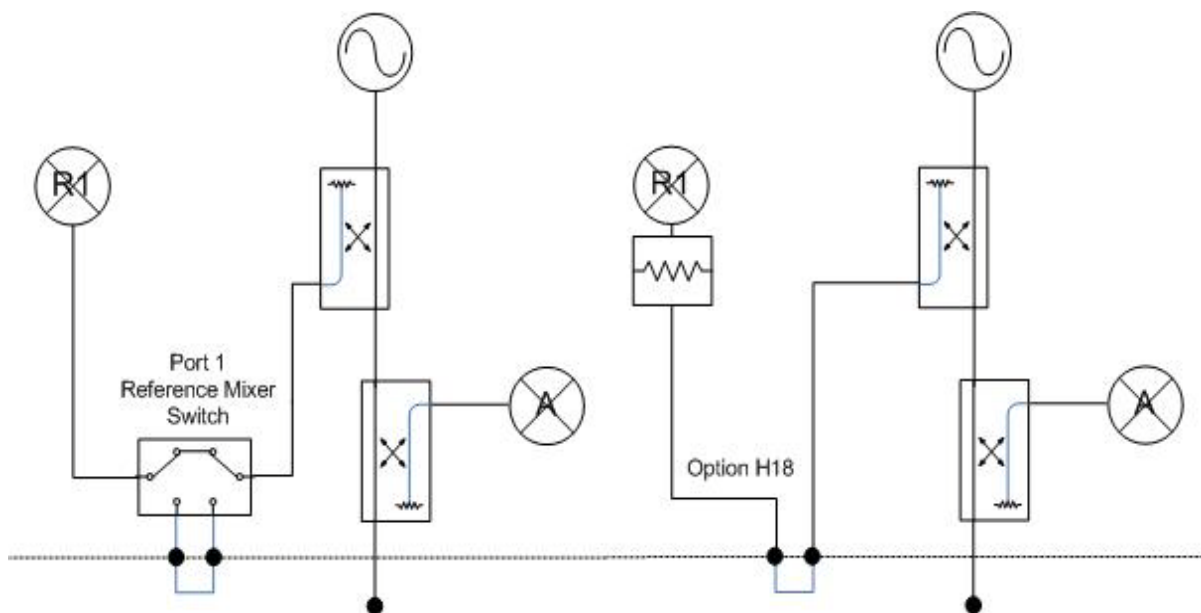 R1
Port 1
Reference Mixer
Switch
A
R1
Option H18
A